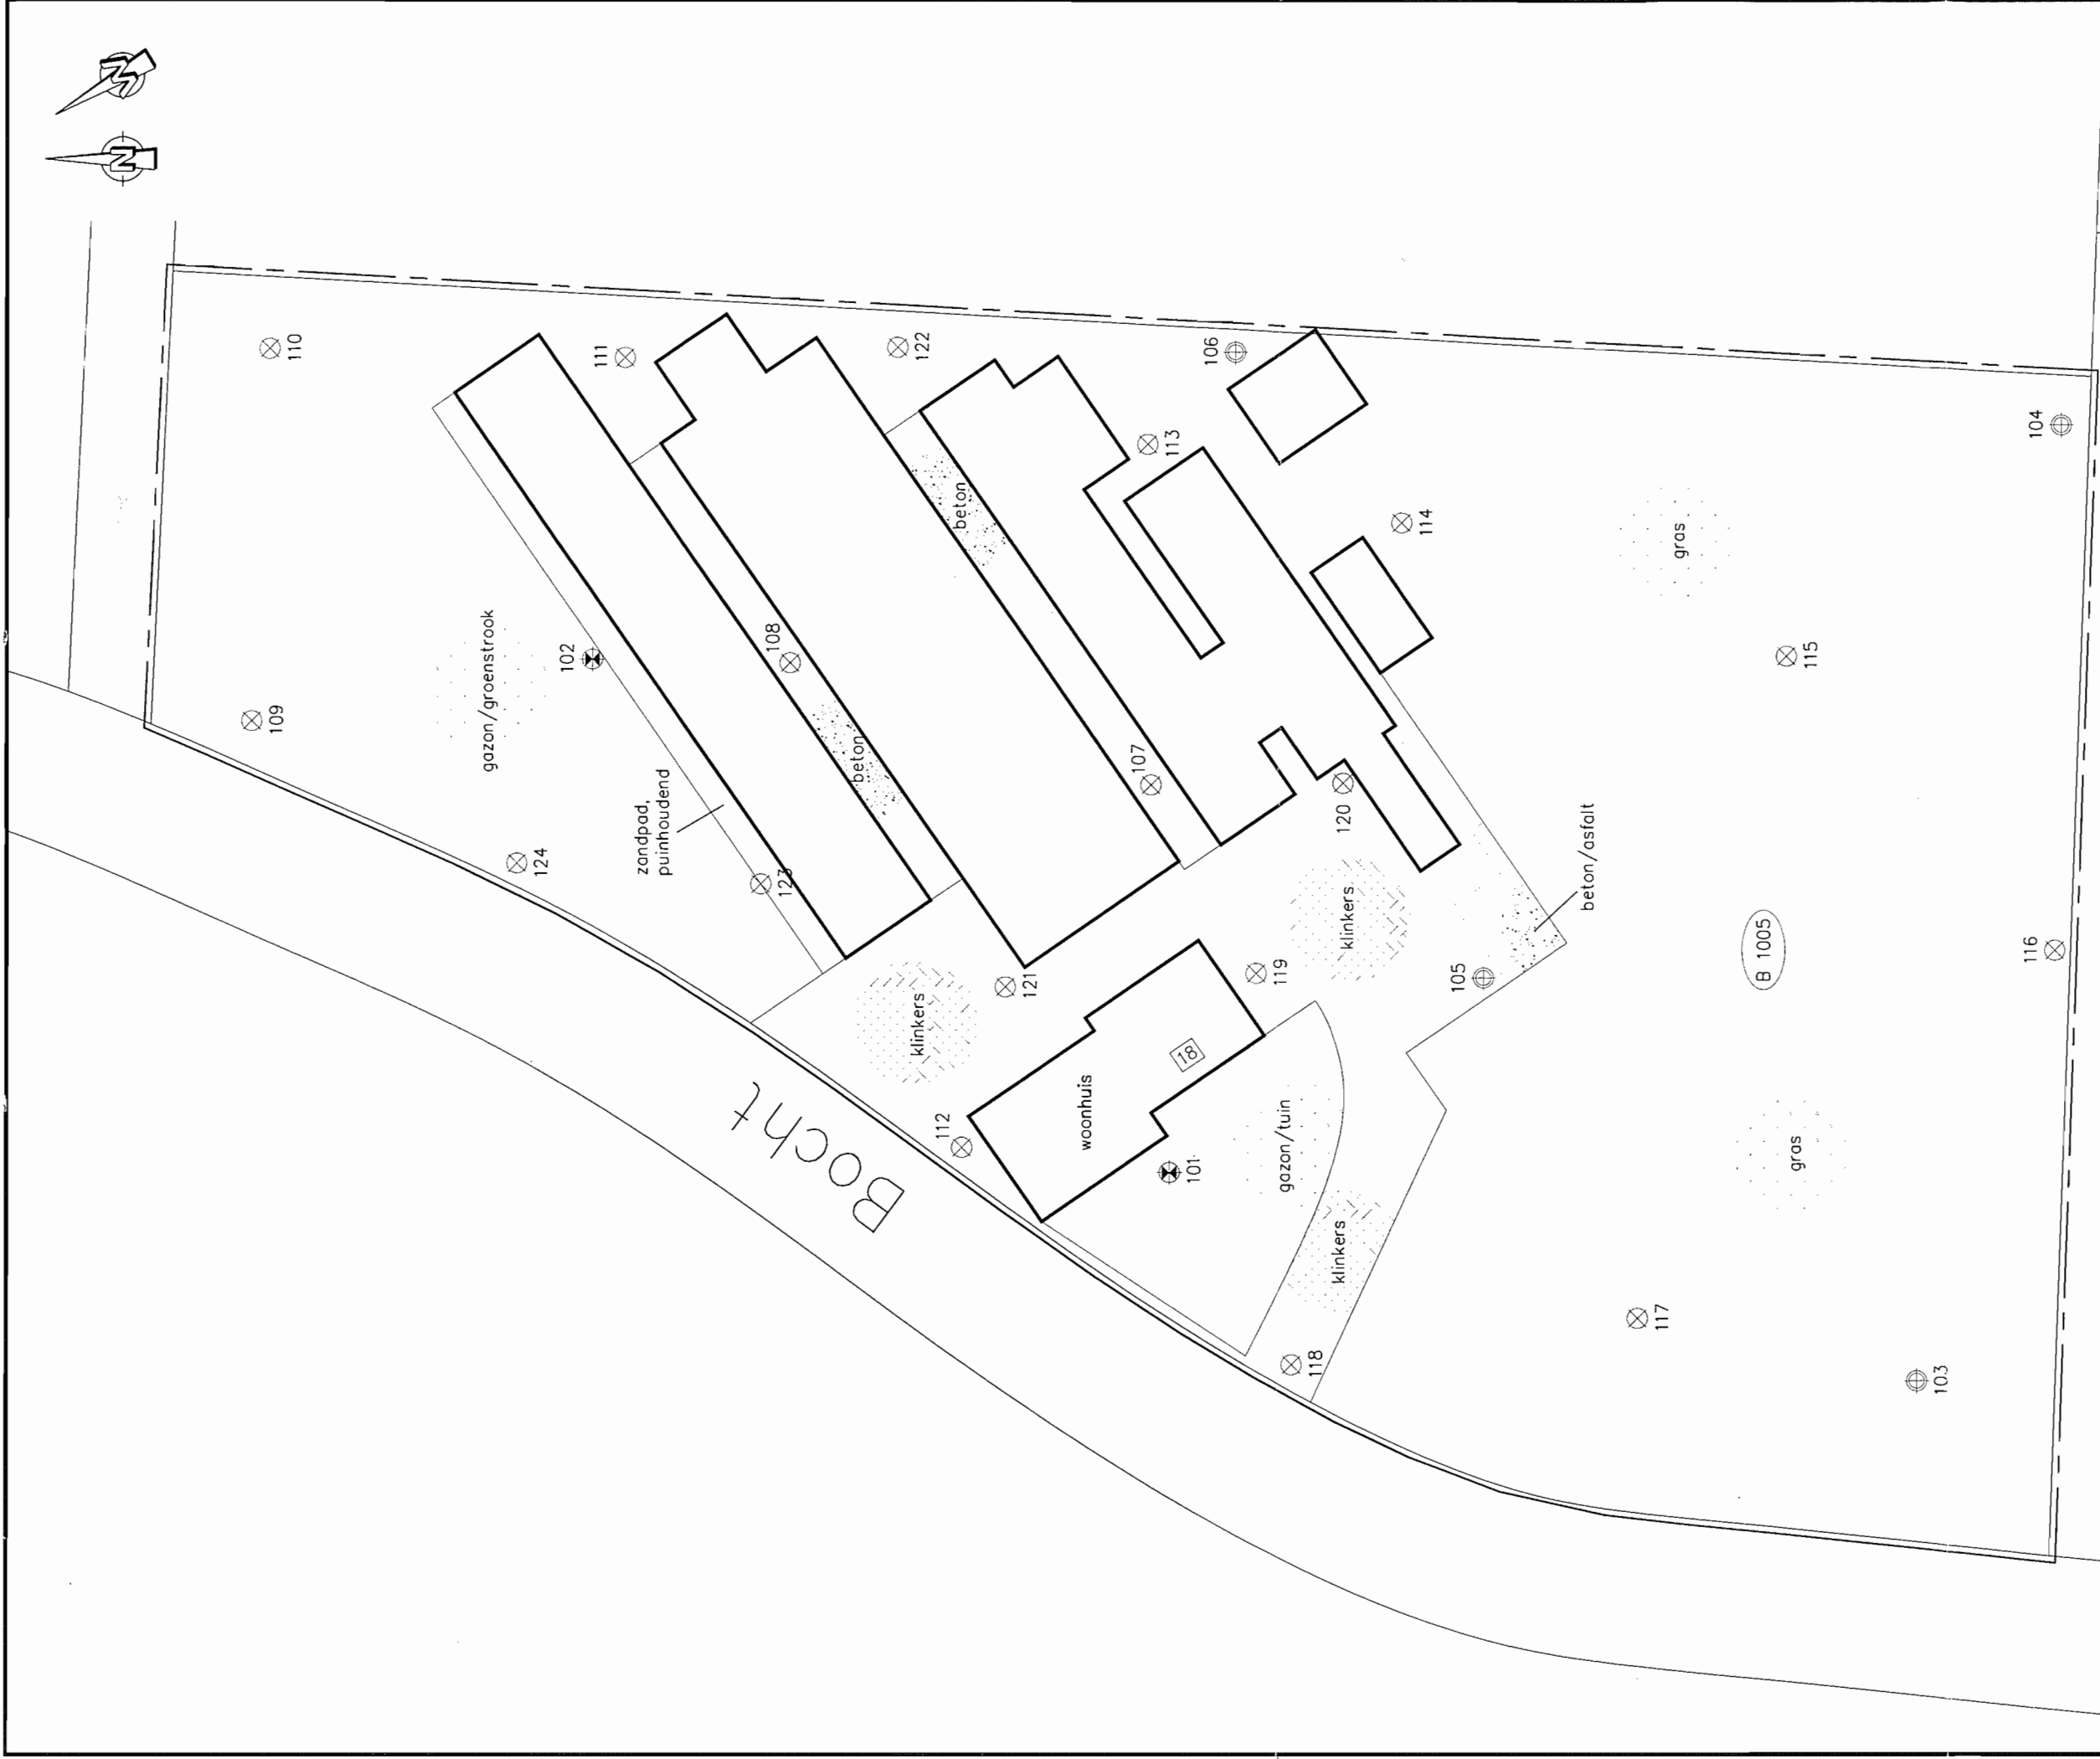 N
N
110
111
122
106
104
113
114
gras
beton
gazon/groenstrook
102
108
115
109
beton
107
120
zandpad,
puinhoudend
124
123
beton/asfalt
klinkers
B 1005
116
105
119
121
klinkers
18
woonhuis
112
101
gazon/tuin
gras
Bocht
klinkers
117
118
103